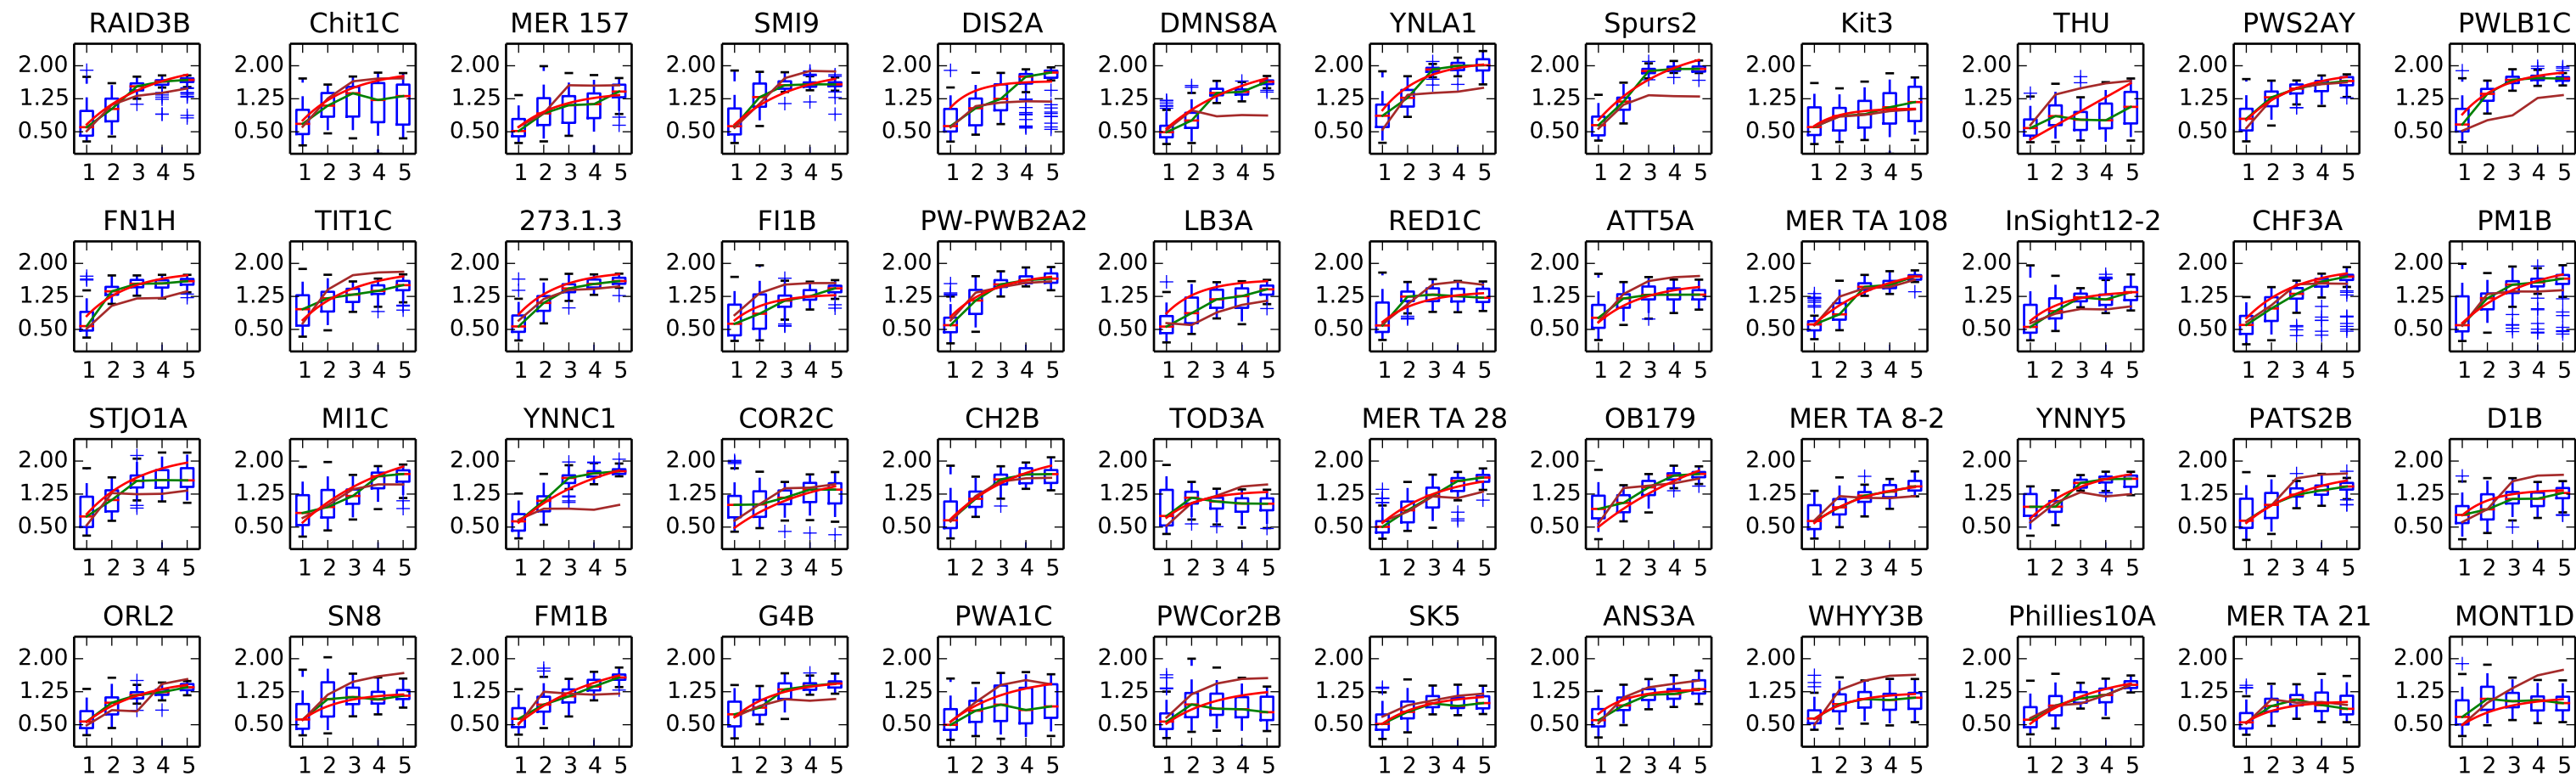 RAID3B Chit1C MER 157 SMI9 DIS2A DMNS8A YNLA1 Spurs2 Kit3 THU PWS2AY PWLB1C
2.00 2.00 2.00 2.00 2.00 2.00 2.00 2.00 2.00 2.00 2.00 2.00
1.25 1.25 1.25 1.25 1.25 1.25 1.25 1.25 1.25 1.25 1.25 1.25
0.50 0.50 0.50 0.50 0.50 0.50 0.50 0.50 0.50 0.50 0.50 0.50
1 2 3 4 5 1 2 3 4 5 1 2 3 4 5 1 2 3 4 5 1 2 3 4 5 1 2 3 4 5 1 2 3 4 5 1 2 3 4 5 1 2 3 4 5 1 2 3 4 5 1 2 3 4 5 1 2 3 4 5
FN1H TIT1C 273.1.3 FI1B PW-PWB2A2 LB3A RED1C ATT5A MER TA 108 InSight12-2 CHF3A PM1B
2.00 2.00 2.00 2.00 2.00 2.00 2.00 2.00 2.00 2.00 2.00 2.00
1.25 1.25 1.25 1.25 1.25 1.25 1.25 1.25 1.25 1.25 1.25 1.25
0.50 0.50 0.50 0.50 0.50 0.50 0.50 0.50 0.50 0.50 0.50 0.50
1 2 3 4 5 1 2 3 4 5 1 2 3 4 5 1 2 3 4 5 1 2 3 4 5 1 2 3 4 5 1 2 3 4 5 1 2 3 4 5 1 2 3 4 5 1 2 3 4 5 1 2 3 4 5 1 2 3 4 5
STJO1A MI1C YNNC1 COR2C CH2B TOD3A MER TA 28 OB179 MER TA 8-2 YNNY5 PATS2B D1B
2.00 2.00 2.00 2.00 2.00 2.00 2.00 2.00 2.00 2.00 2.00 2.00
1.25 1.25 1.25 1.25 1.25 1.25 1.25 1.25 1.25 1.25 1.25 1.25
0.50 0.50 0.50 0.50 0.50 0.50 0.50 0.50 0.50 0.50 0.50 0.50
1 2 3 4 5 1 2 3 4 5 1 2 3 4 5 1 2 3 4 5 1 2 3 4 5 1 2 3 4 5 1 2 3 4 5 1 2 3 4 5 1 2 3 4 5 1 2 3 4 5 1 2 3 4 5 1 2 3 4 5
ORL2 SN8 FM1B G4B PWA1C PWCor2B SK5 ANS3A WHYY3B Phillies10A MER TA 21 MONT1D
2.00 2.00 2.00 2.00 2.00 2.00 2.00 2.00 2.00 2.00 2.00 2.00
1.25 1.25 1.25 1.25 1.25 1.25 1.25 1.25 1.25 1.25 1.25 1.25
0.50 0.50 0.50 0.50 0.50 0.50 0.50 0.50 0.50 0.50 0.50 0.50
1 2 3 4 5 1 2 3 4 5 1 2 3 4 5 1 2 3 4 5 1 2 3 4 5 1 2 3 4 5 1 2 3 4 5 1 2 3 4 5 1 2 3 4 5 1 2 3 4 5 1 2 3 4 5 1 2 3 4 5